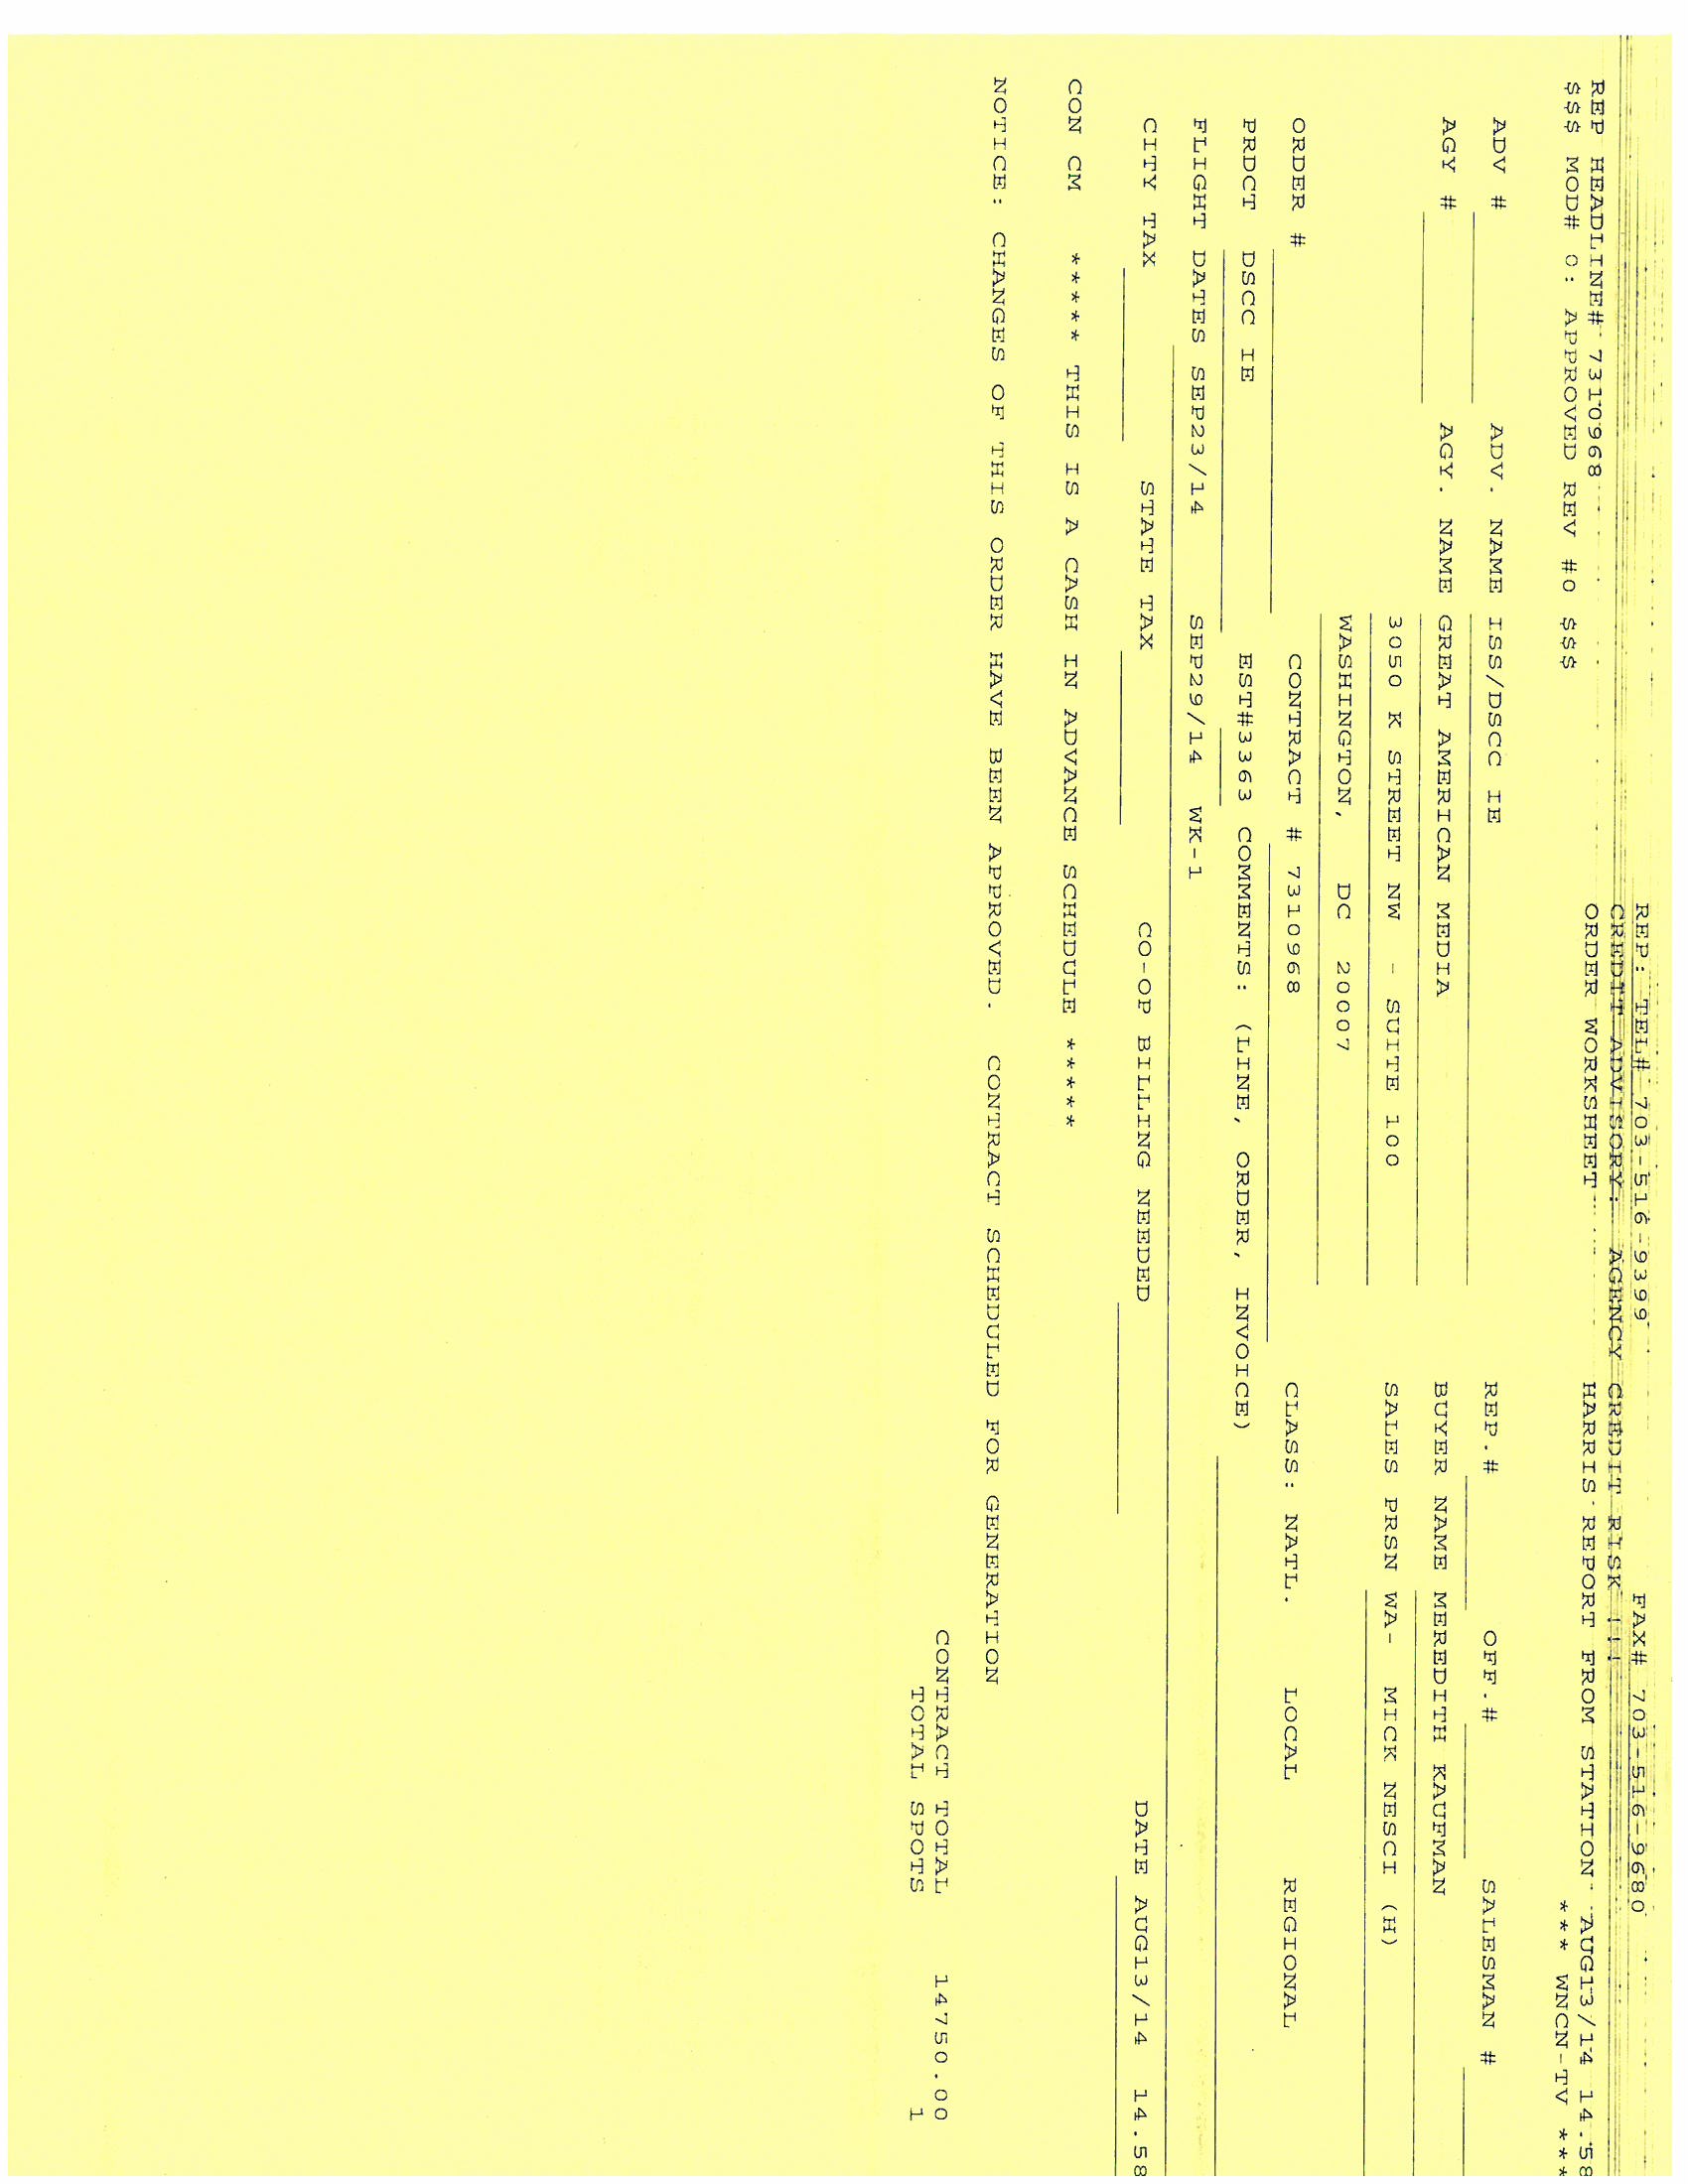 REP: TEL# 703-516-9399 FAX# 703-516-9680
CREDIT ADVISORY: AGENCY CREDIT RISK !!!
ORDER WORKSHEET HARRIS REPORT FROM STATION AUG13/14 14.58
REP HEADLINE# 7310968 *** WNCN-TV ***
$$$ MOD# 0: APPROVED REV #0 $$$
ADV # ADV. NAME ISS/DSCC IE REP.# OFF.# SALESMAN #
AGY # AGY. NAME GREAT AMERICAN MEDIA BUYER NAME MEREDITH KAUFMAN
3050 K STREET NW - SUITE 100 SALES PRSN WA- MICK NESCI (H)
WASHINGTON, DC 20007
ORDER # CONTRACT # 7310968 CLASS: NATL. LOCAL REGIONAL
PRDCT DSCC IE EST#3363 COMMENTS: (LINE, ORDER, INVOICE)
FLIGHT DATES SEP23/14 SEP29/14 WK-1
CITY TAX STATE TAX CO-OP BILLING NEEDED DATE AUG13/14 14.58
CON CM ***** THIS IS A CASH IN ADVANCE SCHEDULE *****
NOTICE: CHANGES OF THIS ORDER HAVE BEEN APPROVED. CONTRACT SCHEDULED FOR GENERATION
CONTRACT TOTAL 14750.00
TOTAL SPOTS 1